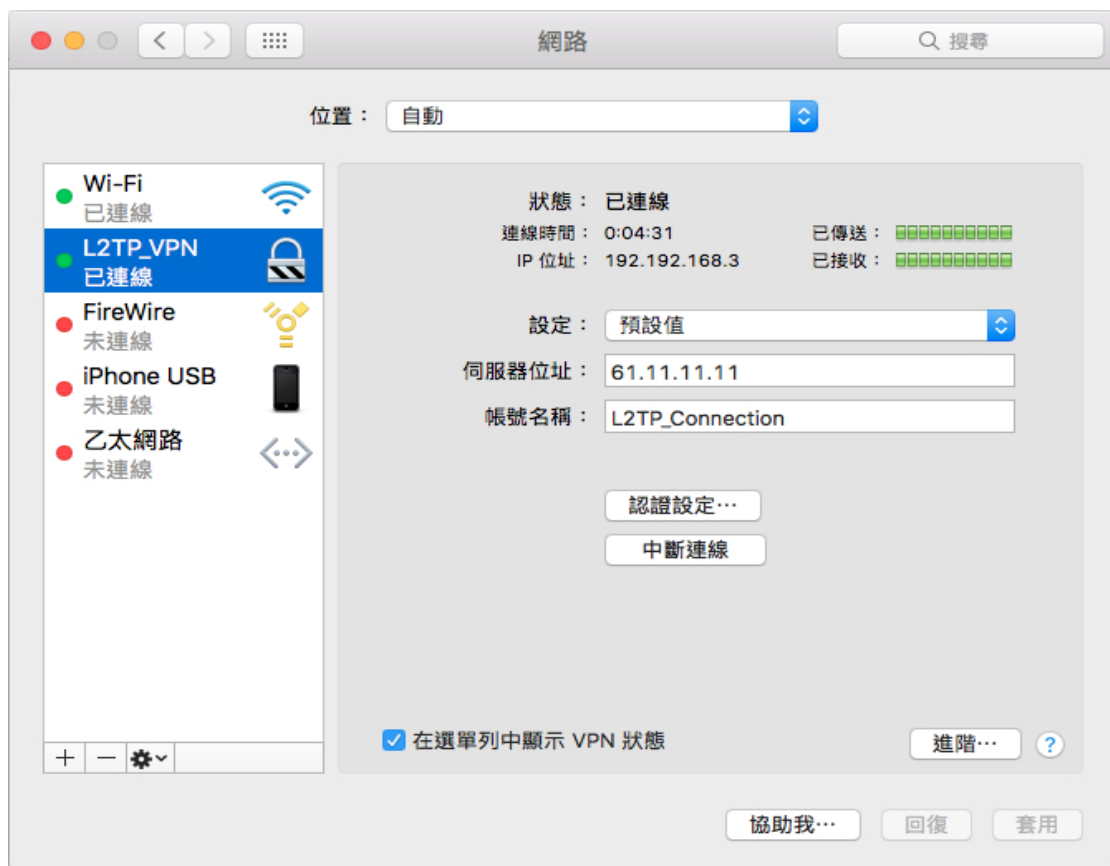 網路
搜尋
位置： 自動
Wi-Fi
已連線
L2TP_VPN
已連線
FireWire
未連線
iPhone USB
未連線
乙太網路
未連線
狀態： 已連線
連線時間： 0:04:31 已傳送：
IP 位址： 192.192.168.3 已接收：
設定： 預設值
伺服器位址： 61.11.11.11
帳號名稱： L2TP_Connection
認證設定⋯
中斷連線
在選單列中顯示 VPN 狀態
進階⋯ ?
協助我⋯ 回復 套用